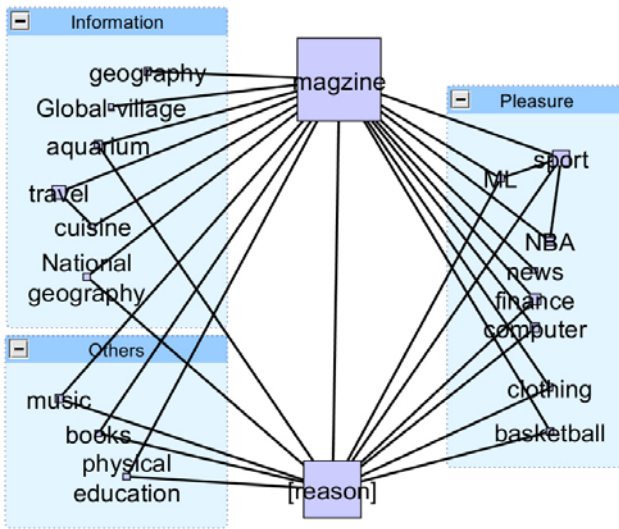 Information
geography
Global village
aquarium
travel
cuisine
National
geography
magzine
Pleasure
sport
ML
NBA
news
finance
computer
clothing
basketball
Others
music
books
physical
education
[reason]